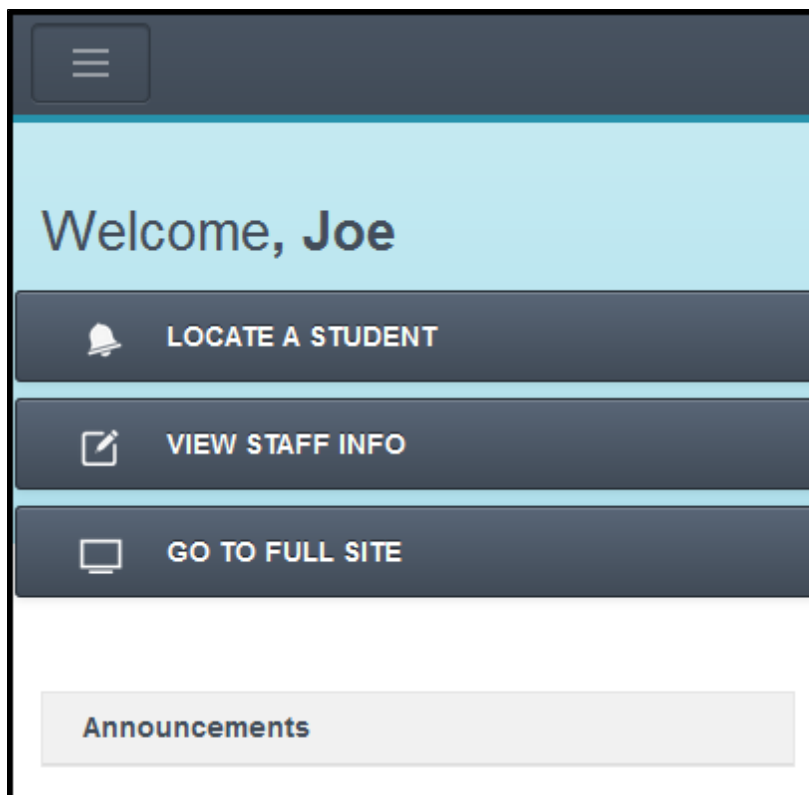 Welcome, Joe
LOCATE A STUDENT
VIEW STAFF INFO
GO TO FULL SITE
Announcements